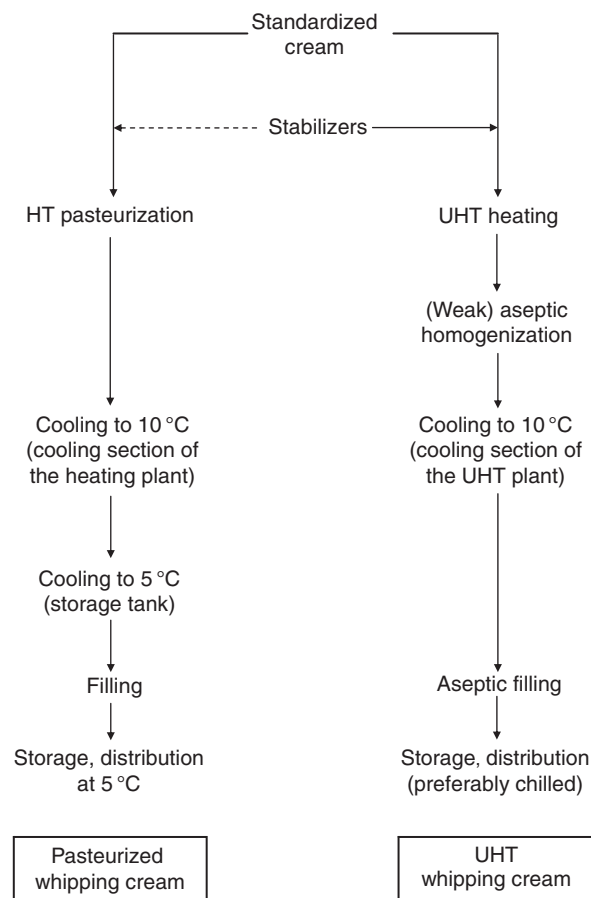 Standardized
cream
Stabilizers
HT pasteurization
UHT heating
(Weak) aseptic
homogenization
Cooling to 10 °C
(cooling section of
the heating plant)
Cooling to 10 °C
(cooling section of
the UHT plant)
Cooling to 5 °C
(storage tank)
Filling
Aseptic filling
Storage, distribution
at 5 °C
Storage, distribution
(preferably chilled)
Pasteurized
whipping cream
UHT
whipping cream